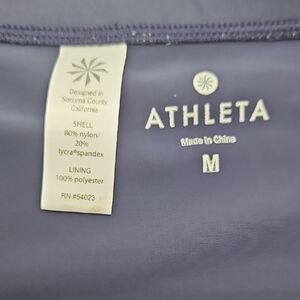 Designed in
Sonoma County
California
SHELL
80% nylon/
20%
lycra®spandex
LINING
100% polyester
RN #54023
ATHLETA
Made in China
M